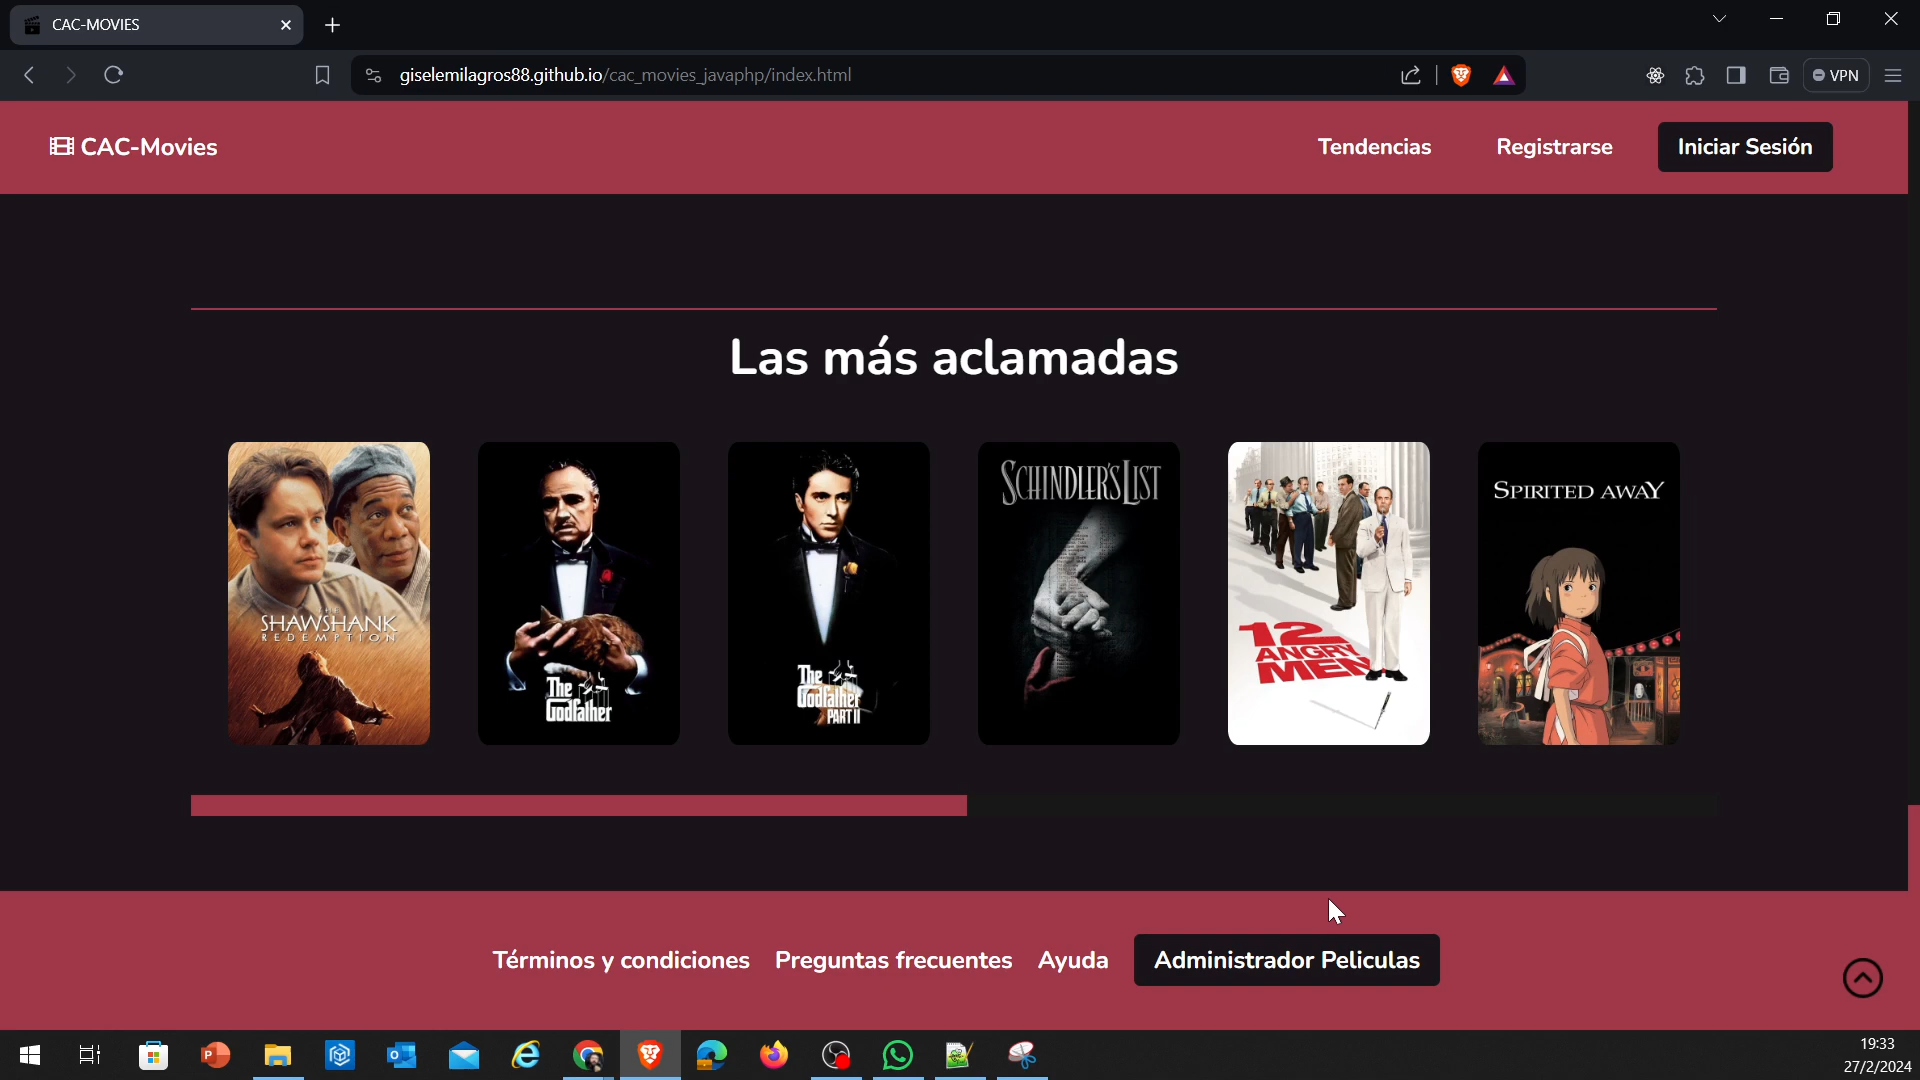 CAC-MOVIES
giselemilagros88.github.io/cac_movies_javaphp/index.html
VPN
CAC-Movies
Tendencias
Registrarse
Iniciar Sesión
Las más aclamadas
THE
SHAWSHANK
REDEMPTION
The
Godfather
The
Godfather
PART II
SCHINDLER'S LIST
12
ANGRY
MEN
SPIRITED AWAY
Términos y condiciones
Preguntas frecuentes
Ayuda
Administrador Peliculas
19:33
27/2/2024